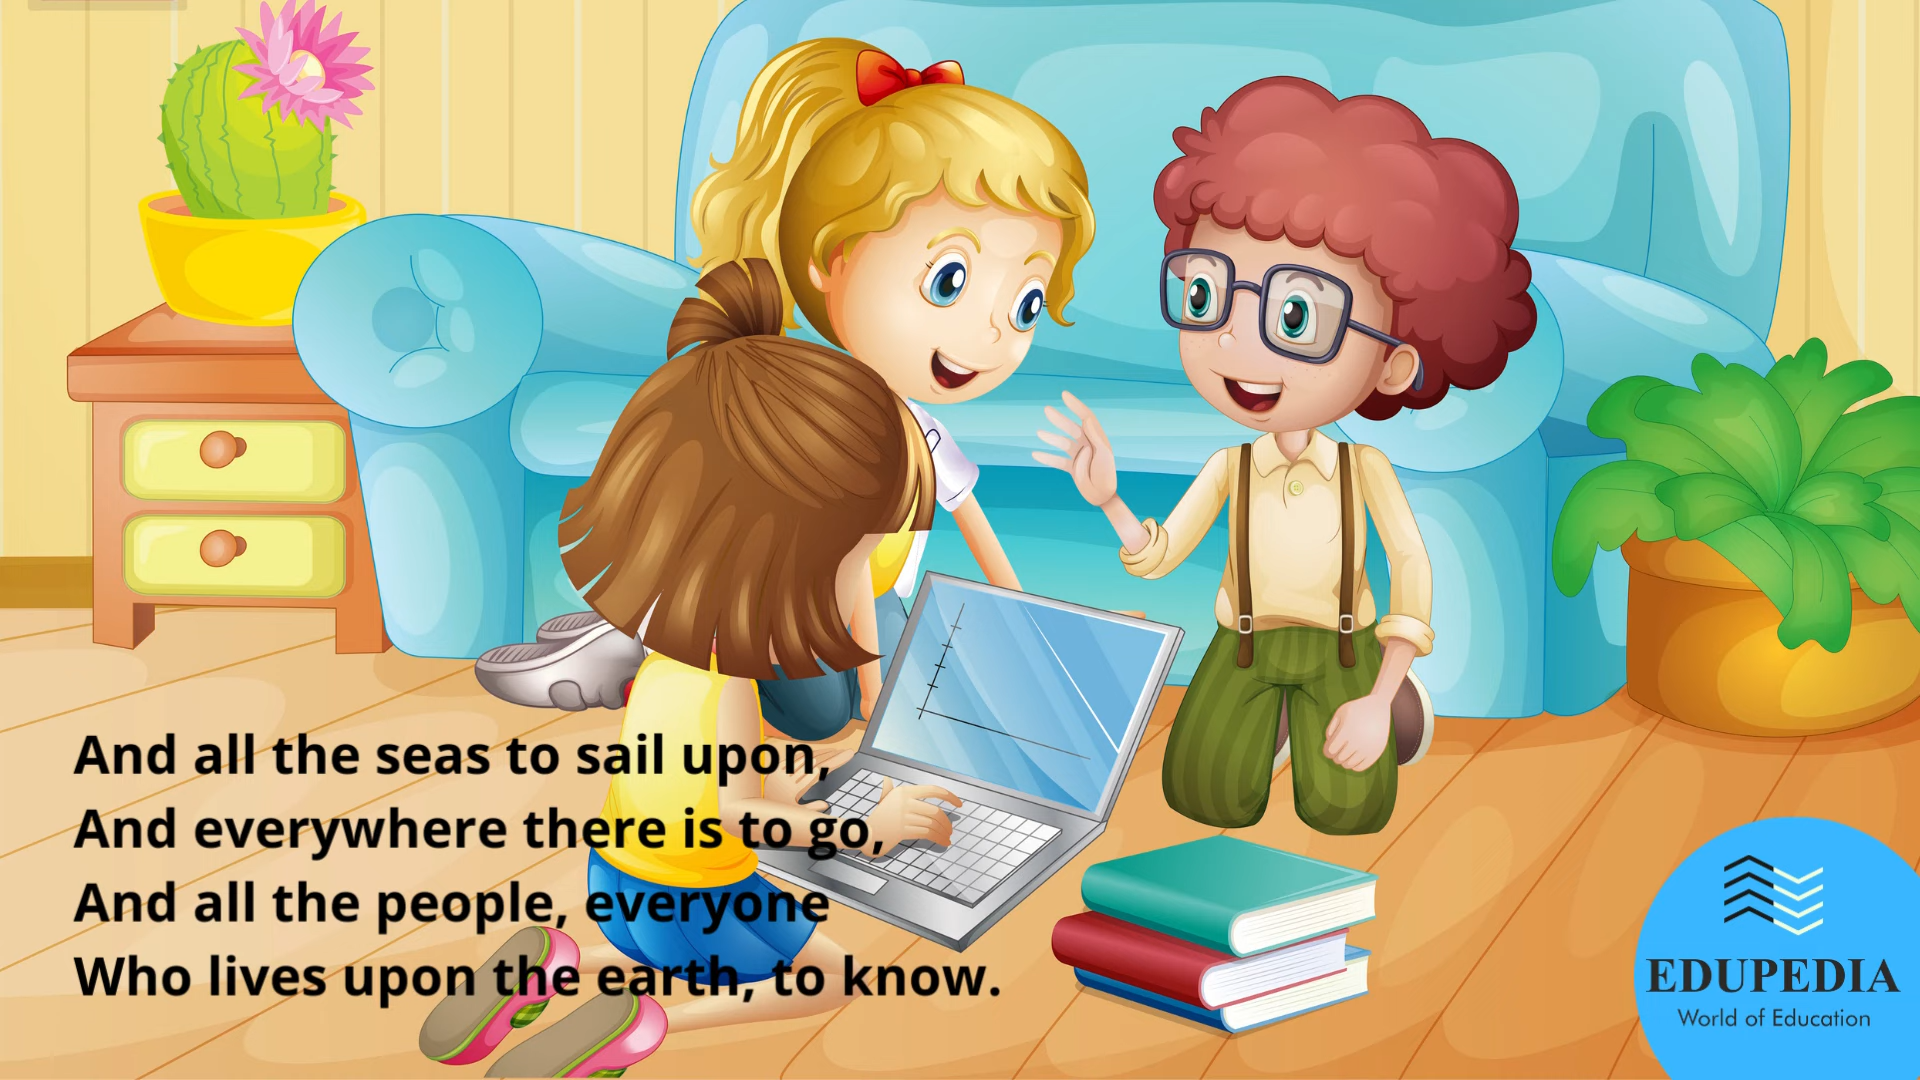 And all the seas to sail upon,
And everywhere there is to go,
And all the people, everyone
Who lives upon the earth, to know.
EDUPEDIA
World of Education